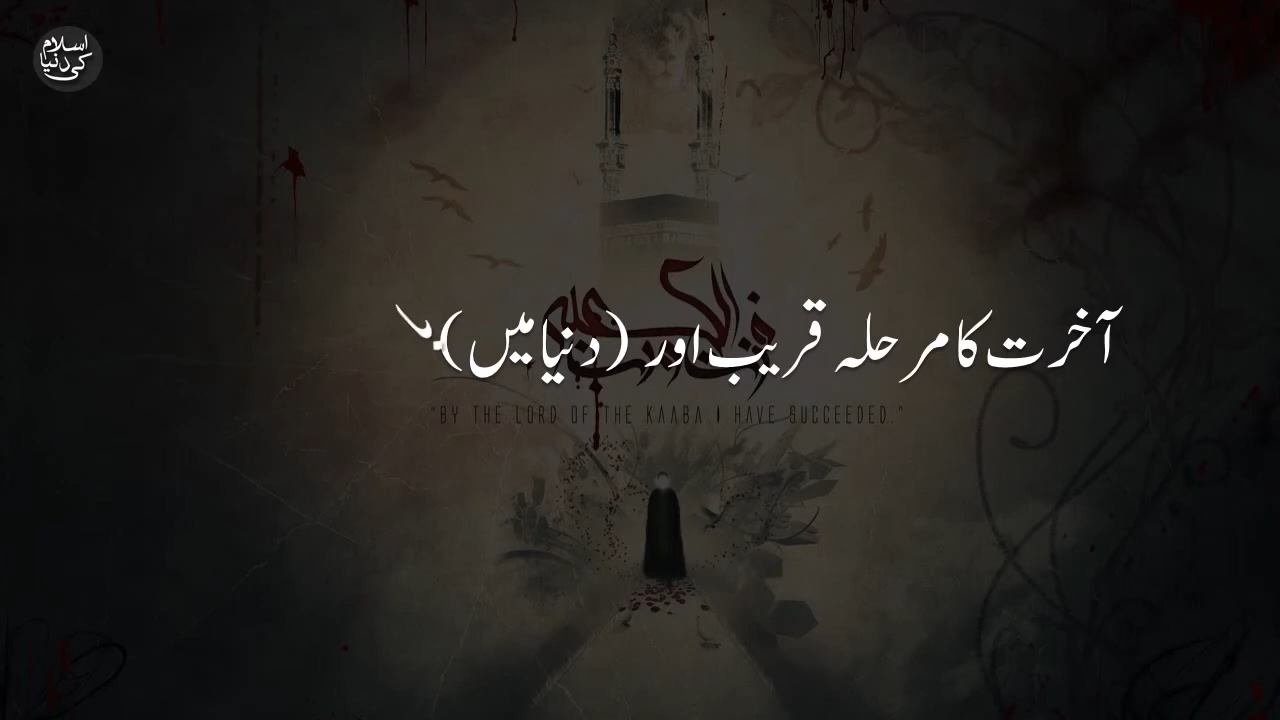 اسلام
کی دنیا
آخرت کا مرحلہ قریب اور (دنیا میں)
"BY THE LORD OF THE KAABA I HAVE SUCCEEDED."